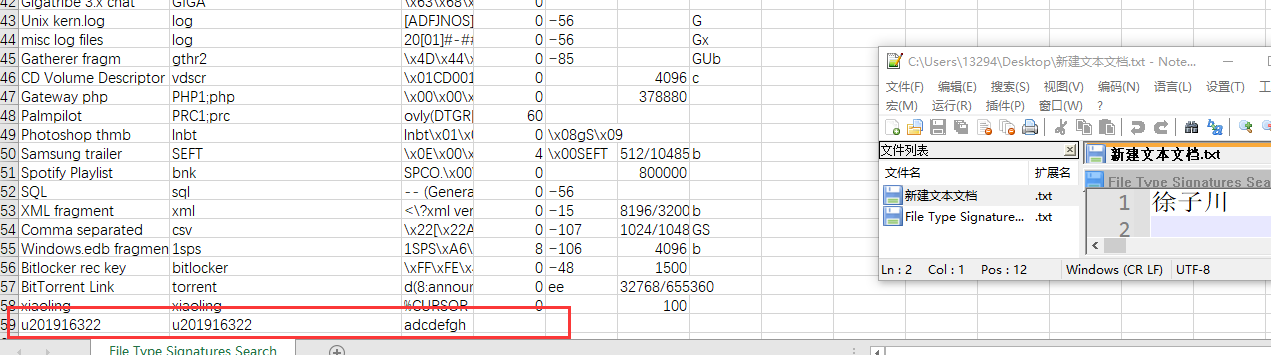 42 Gigatribe 3.x chat GIGA \x63\x68\x 0
43 Unix kern.log log [ADFJNOS] 0 -56 G
44 misc log files log 20[01]#-## 0 -56 Gx
45 Gatherer fragm gthr2 \x4D\x44\x 0 -85 GUb
46 CD Volume Descriptor vdscr \x01CD001 0 4096 c
47 Gateway php PHP1;php \x00\x00\x 0 378880
48 Palmpilot PRC1;prc ovly(DTGR| 60
49 Photoshop thmb lnbt lnbt\x01\x0 0 \x08gS\x09
50 Samsung trailer SEFT \x0E\x00\x 4 \x00SEFT 512/10485 b
51 Spotify Playlist bnk SPCO.\x00 0 800000
52 SQL sql -- (Genera 0 -56
53 XML fragment xml <\?xml ver 0 -15 8196/3200 b
54 Comma separated csv \x22[\x22A 0 -107 1024/1048 GS
55 Windows.edb fragmen 1sps 1SPS\xA6\ 8 -106 4096 b
56 Bitlocker rec key bitlocker \xFF\xFE\x 0 -48 1500
57 BitTorrent Link torrent d(8:announ 0 ee 32768/655360
58 xiaoling xiaoling %CURSOR 0 100
59 u201916322 u201916322 adcdefgh
File Type Signatures Search
C:\Users\13294\Desktop\新建文本文档.txt - Note...
文件(F) 编辑(E) 搜索(S) 视图(V) 编码(N) 语言(L) 设置(T) 工
宏(M) 运行(R) 插件(P) 窗口(W) ?
文件列表
文件名 扩展名
新建文本文档 .txt
File Type Signature... .txt
新建文本文档.txt
File Type Signatures Sea
1 徐子川
2
Ln : 2 Col : 1 Pos : 12 Windows (CR LF) UTF-8